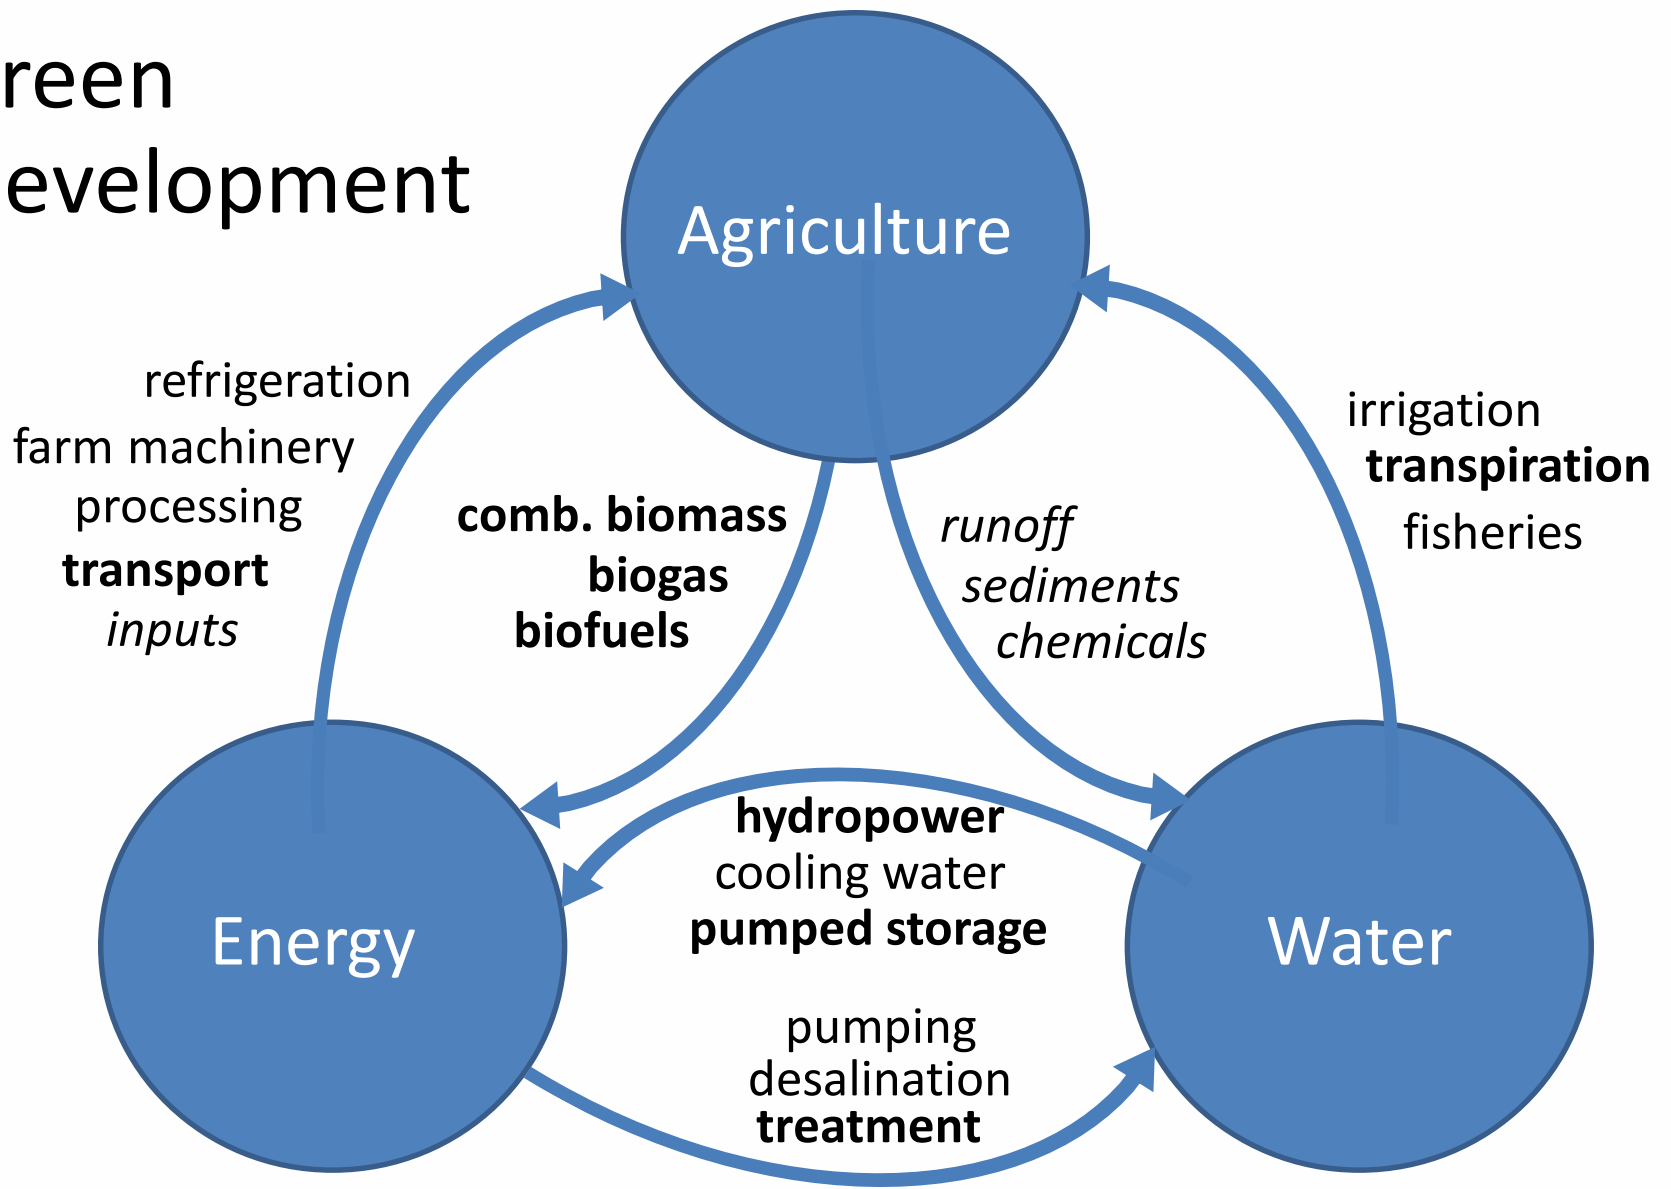 reen
evelopment
Agriculture
refrigeration
farm machinery
processing
transport
inputs
comb. biomass
biogas
biofuels
runoff
sediments
chemicals
irrigation
transpiration
fisheries
hydropower
cooling water
pumped storage
Energy
Water
pumping
desalination
treatment